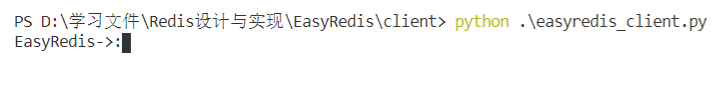 PS D:\学习文件\Redis设计与实现\EasyRedis\client> python .\easyredis_client.py
EasyRedis->: